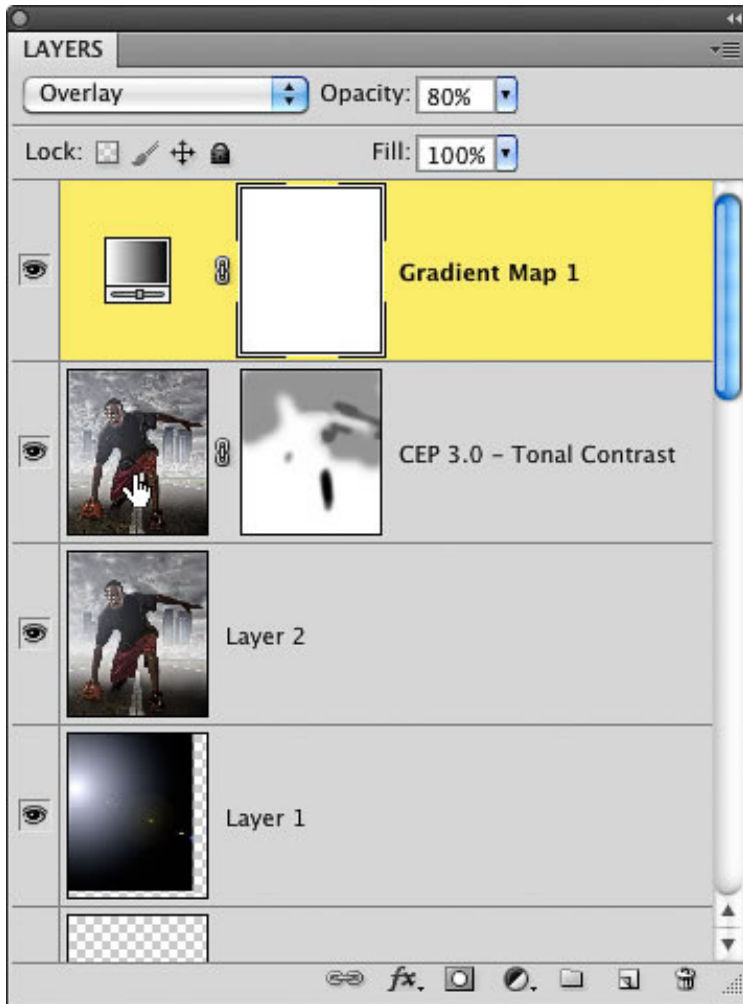 LAYERS
Overlay Opacity: 80%
Lock: Fill: 100%
Gradient Map 1
CEP 3.0 – Tonal Contrast
Layer 2
Layer 1
fx.